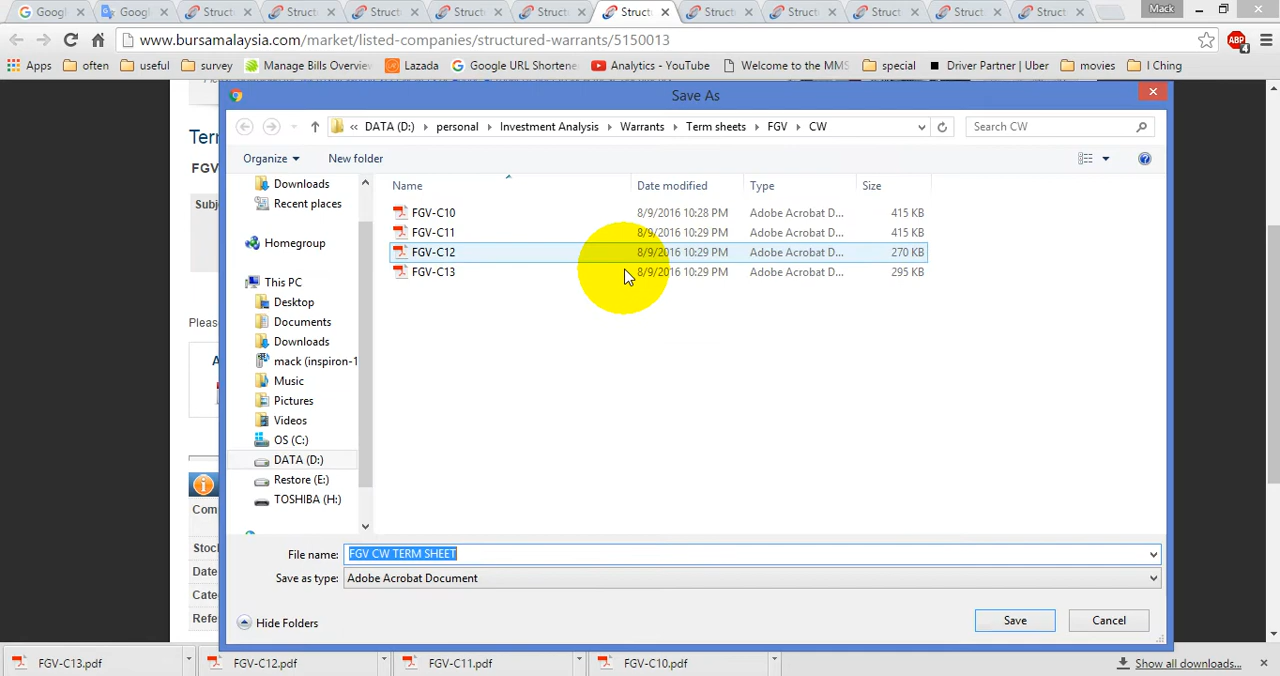 Googl
Googl
Struct
Struct
Struct
Struct
Struct
Struct
Struct
Struct
Struct
Struct
Struct
Mack
www.bursamalaysia.com/market/listed-companies/structured-warrants/5150013
ABP
4
Apps
often
useful
survey
Manage Bills Overview
Lazada
Google URL Shortene
Analytics - YouTube
Welcome to the MMS
special
Driver Partner | Uber
movies
I Ching
Save As
« DATA (D:) personal Investment Analysis Warrants Term sheets FGV CW
Search CW
Organize
New folder
Name Date modified Type Size
FGV-C10 8/9/2016 10:28 PM Adobe Acrobat D... 415 KB
FGV-C11 8/9/2016 10:29 PM Adobe Acrobat D... 415 KB
FGV-C12 8/9/2016 10:29 PM Adobe Acrobat D... 270 KB
FGV-C13 8/9/2016 10:29 PM Adobe Acrobat D... 295 KB
Downloads
Recent places
Homegroup
This PC
Desktop
Documents
Downloads
mack (inspiron-1
Music
Pictures
Videos
OS (C:)
DATA (D:)
Restore (E:)
TOSHIBA (H:)
Ter
FGV
Subj
Pleas
A
Com
Stoc
Date
Cate
Refe
File name: FGV CW TERM SHEET
Save as type: Adobe Acrobat Document
Hide Folders
Save
Cancel
FGV-C13.pdf
FGV-C12.pdf
FGV-C11.pdf
FGV-C10.pdf
Show all downloads...